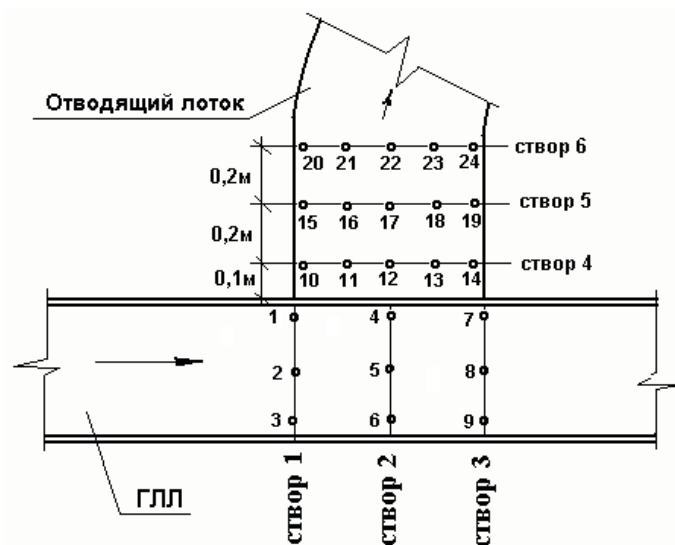 Отводящий лоток
20 21 22 23 24 створ 6
0,2м
15 16 17 18 19 створ 5
0,2м
10 11 12 13 14 створ 4
0,1м
1 4 7
2 5 8
3 6 9
ГЛЛ
створ 1
створ 2
створ 3